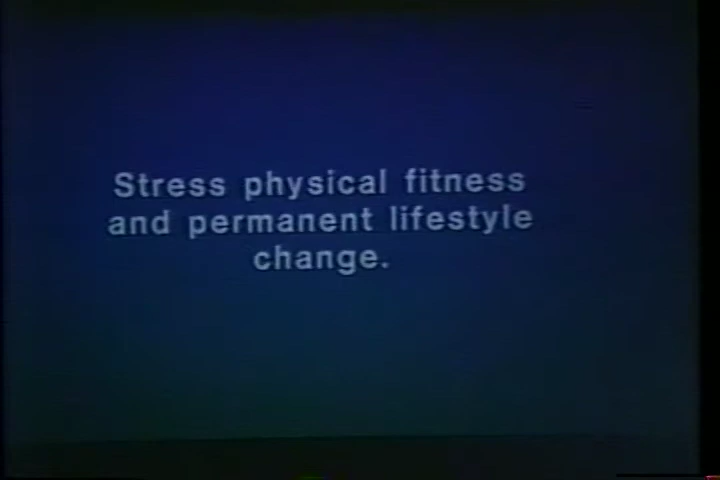 Stress physical fitness
and permanent lifestyle
change.